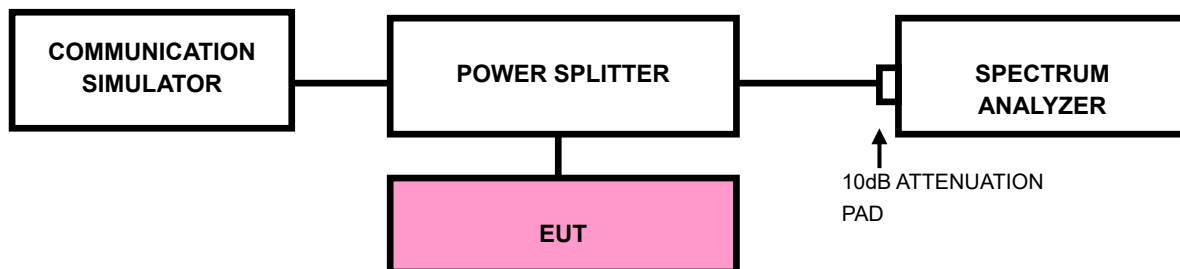 COMMUNICATION
SIMULATOR
POWER SPLITTER
SPECTRUM
ANALYZER
10dB ATTENUATION
PAD
EUT